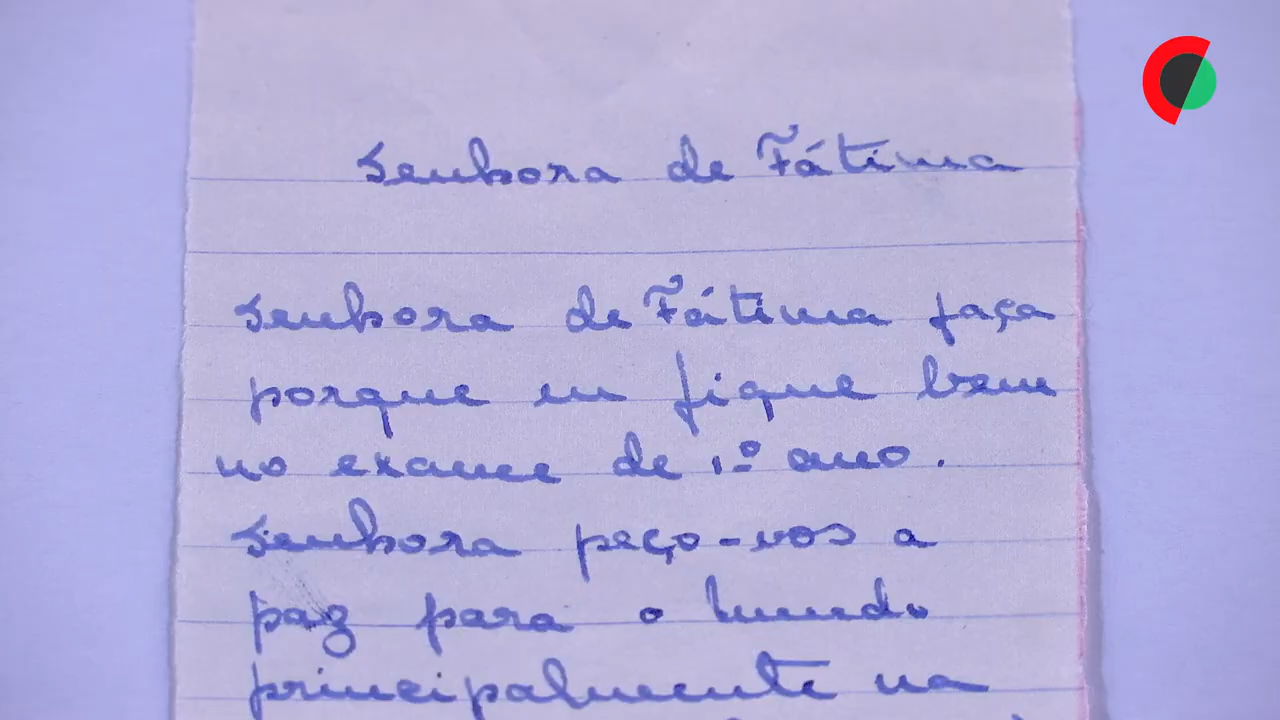 Senhora de Fátima
Senhora de Fátima faça
porque eu fique bem
no exame de 1.º ano.
Senhora peço-vos a
paz para o mundo
principalmente na